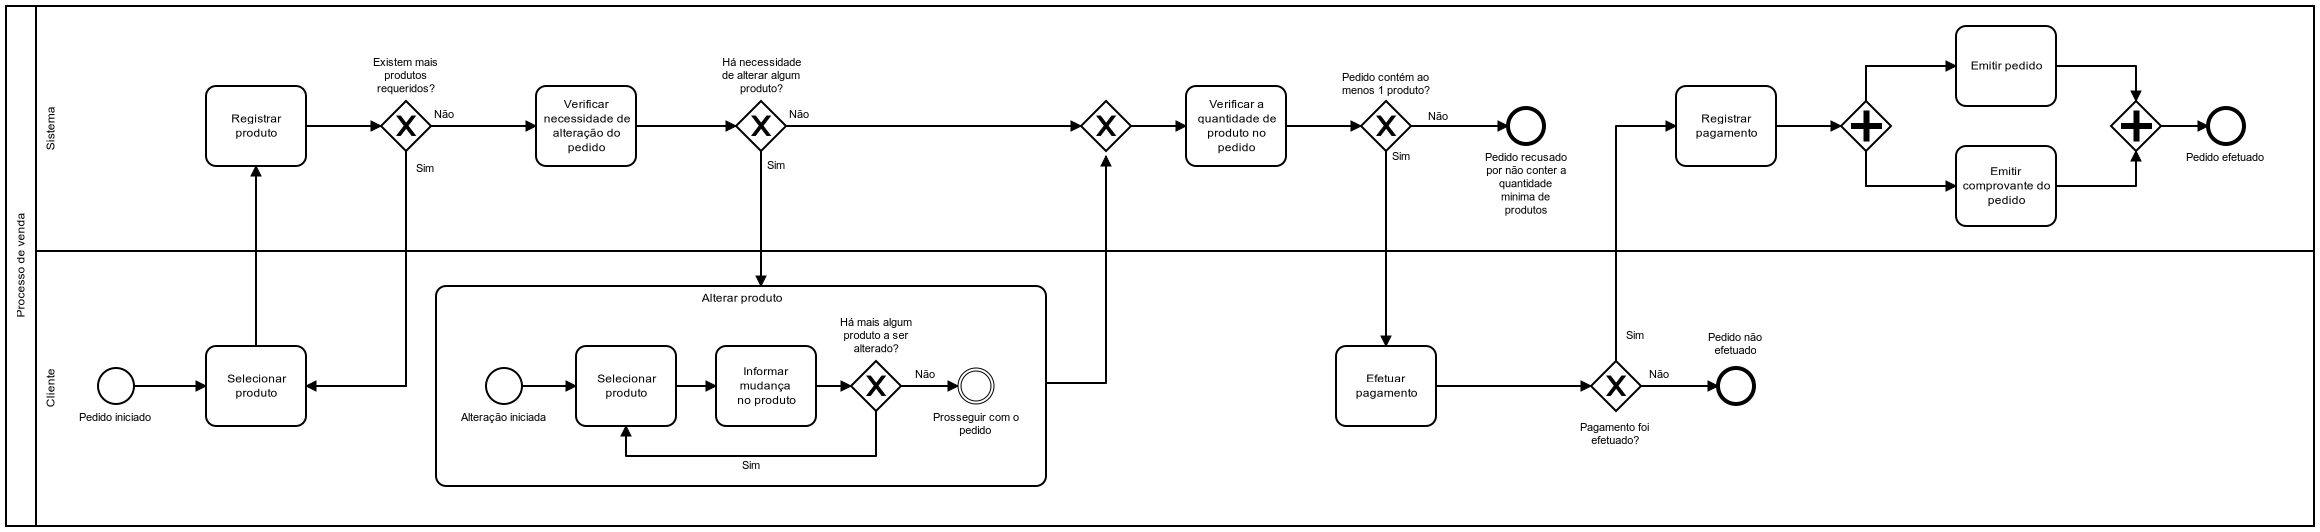 Processo de venda
Sistema
Registrar
produto
Existem mais
produtos
requeridos?
Não
Sim
Verificar
necessidade de
alteração do
pedido
Há necessidade
de alterar algum
produto?
Não
Sim
Verificar a
quantidade de
produto no
pedido
Pedido contém ao
menos 1 produto?
Não
Sim
Pedido recusado
por não conter a
quantidade
minima de
produtos
Registrar
pagamento
Emitir pedido
Emitir
comprovante do
pedido
Pedido efetuado
Cliente
Pedido iniciado
Selecionar
produto
Alterar produto
Alteração iniciada
Selecionar
produto
Informar
mudança
no produto
Há mais algum
produto a ser
alterado?
Não
Sim
Prosseguir com o
pedido
Efetuar
pagamento
Sim
Não
Pagamento foi
efetuado?
Pedido não
efetuado